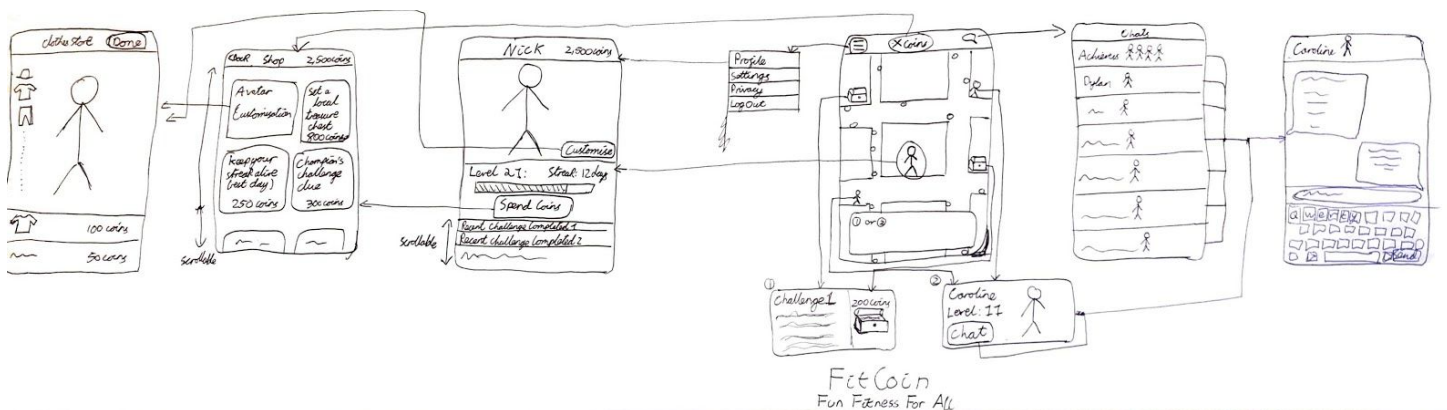 clothes store Done
100 coins
50 coins
Back Shop 2,500 coins
Avatar
Customisation
Set a
local
treasure
chest
800 coins
keep your
streak alive
(rest day)
250 coins
Champion's
challenge
clue
300 coins
scrollable
Nick 2,500 coins
Customise
Level 27: Streak: 12 days
Spend Coins
Recent challenge completed 1
Recent challenge completed 2
scrollable
Profile
Settings
Privacy
Log Out
X Coins
① or ②
①
Challenge 1
200 coins
②
Caroline
Level: 11
Chat
Chats
Dylan
Caroline
Q W E R T Y
Send
FitCoin
Fun Fitness For All